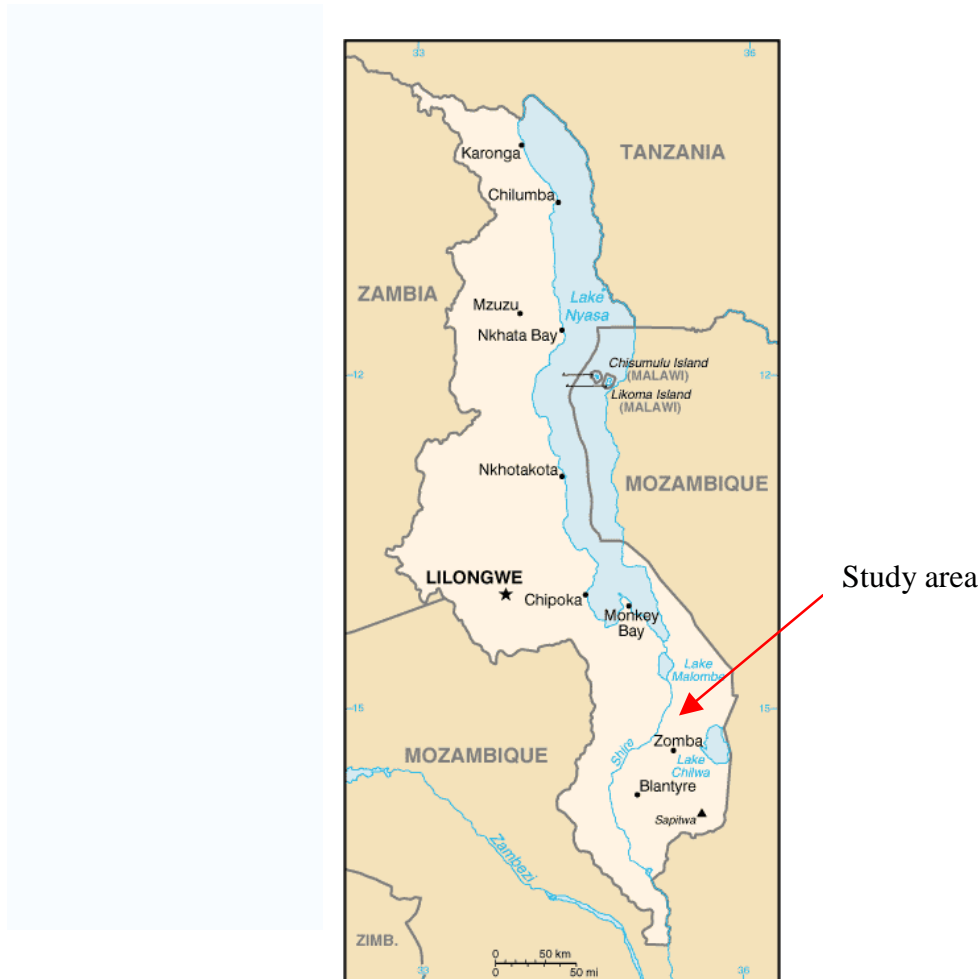 33
36
TANZANIA
Karonga
Chilumba
ZAMBIA
Lake
Nyasa
Mzuzu
Nkhata Bay
Chisumulu Island
(MALAWI)
12
12
Likoma Island
(MALAWI)
Nkhotakota
MOZAMBIQUE
Study area
LILONGWE
Chipoka
Monkey
Bay
Lake
Malombe
15
15
Zomba
MOZAMBIQUE
Shire
Lake
Chilwa
Blantyre
Sapitwa
Zambezi
ZIMB.
0 50 km
0 50 mi
33
36